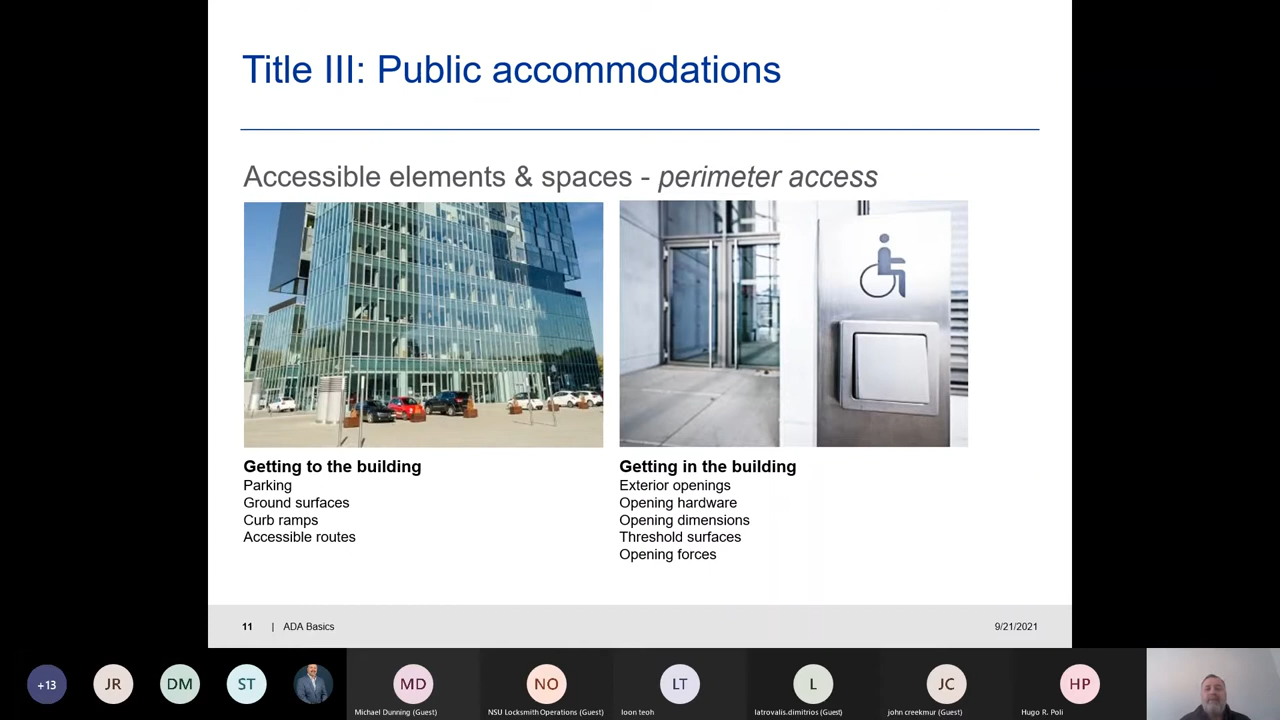 Title III: Public accommodations
Accessible elements & spaces - perimeter access
Getting to the building
Parking
Ground surfaces
Curb ramps
Accessible routes
Getting in the building
Exterior openings
Opening hardware
Opening dimensions
Threshold surfaces
Opening forces
11 | ADA Basics 9/21/2021
+13 JR DM ST MD NO LT L JC HP
Michael Dunning (Guest) NSU Locksmith Operations (Guest) loon teoh Iatrovalis.dimitrios (Guest) john creekmur (Guest) Hugo R. Poli